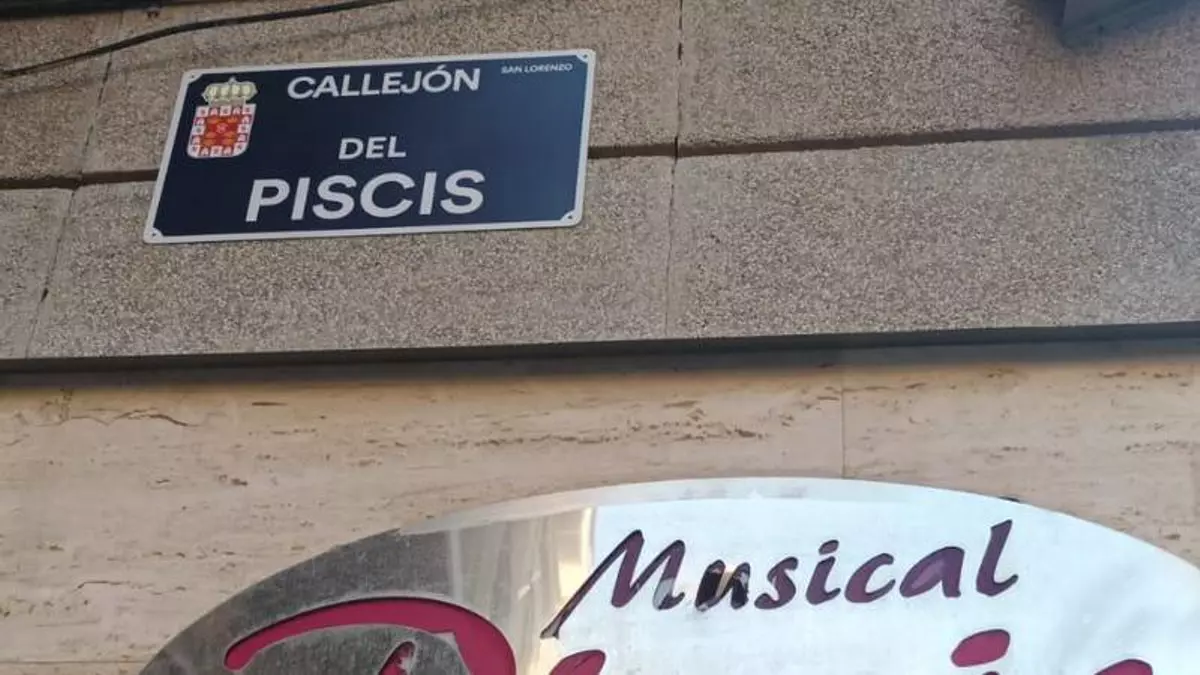 CALLEJÓN
SAN LORENZO
DEL
PISCIS
Musical